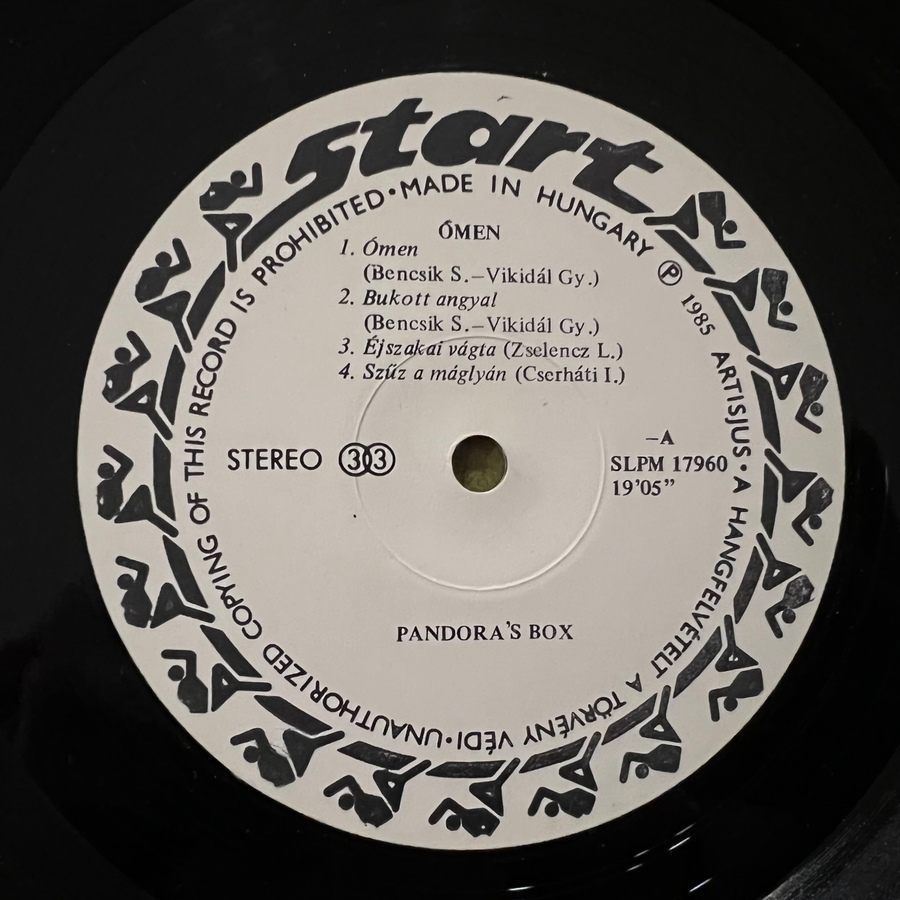 start
UNAUTHORIZED COPYING OF THIS RECORD IS PROHIBITED • MADE IN HUNGARY Ⓟ 1985 ARTISJUS • A HANGFELVÉTELT A TÖRVÉNY VÉDI •
ÓMEN
1. Ómen
(Bencsik S.–Vikidál Gy.)
2. Bukott angyal
(Bencsik S.–Vikidál Gy.)
3. Éjszakai vágta (Zselencz L.)
4. Szűz a máglyán (Cserháti I.)
STEREO 33
–A
SLPM 17960
19'05"
PANDORA'S BOX